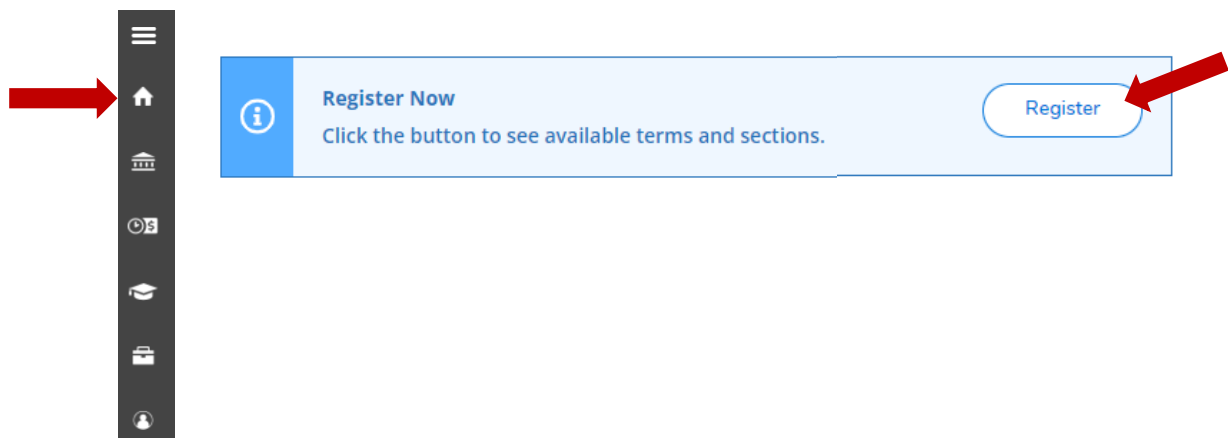 Register Now
Click the button to see available terms and sections.
Register